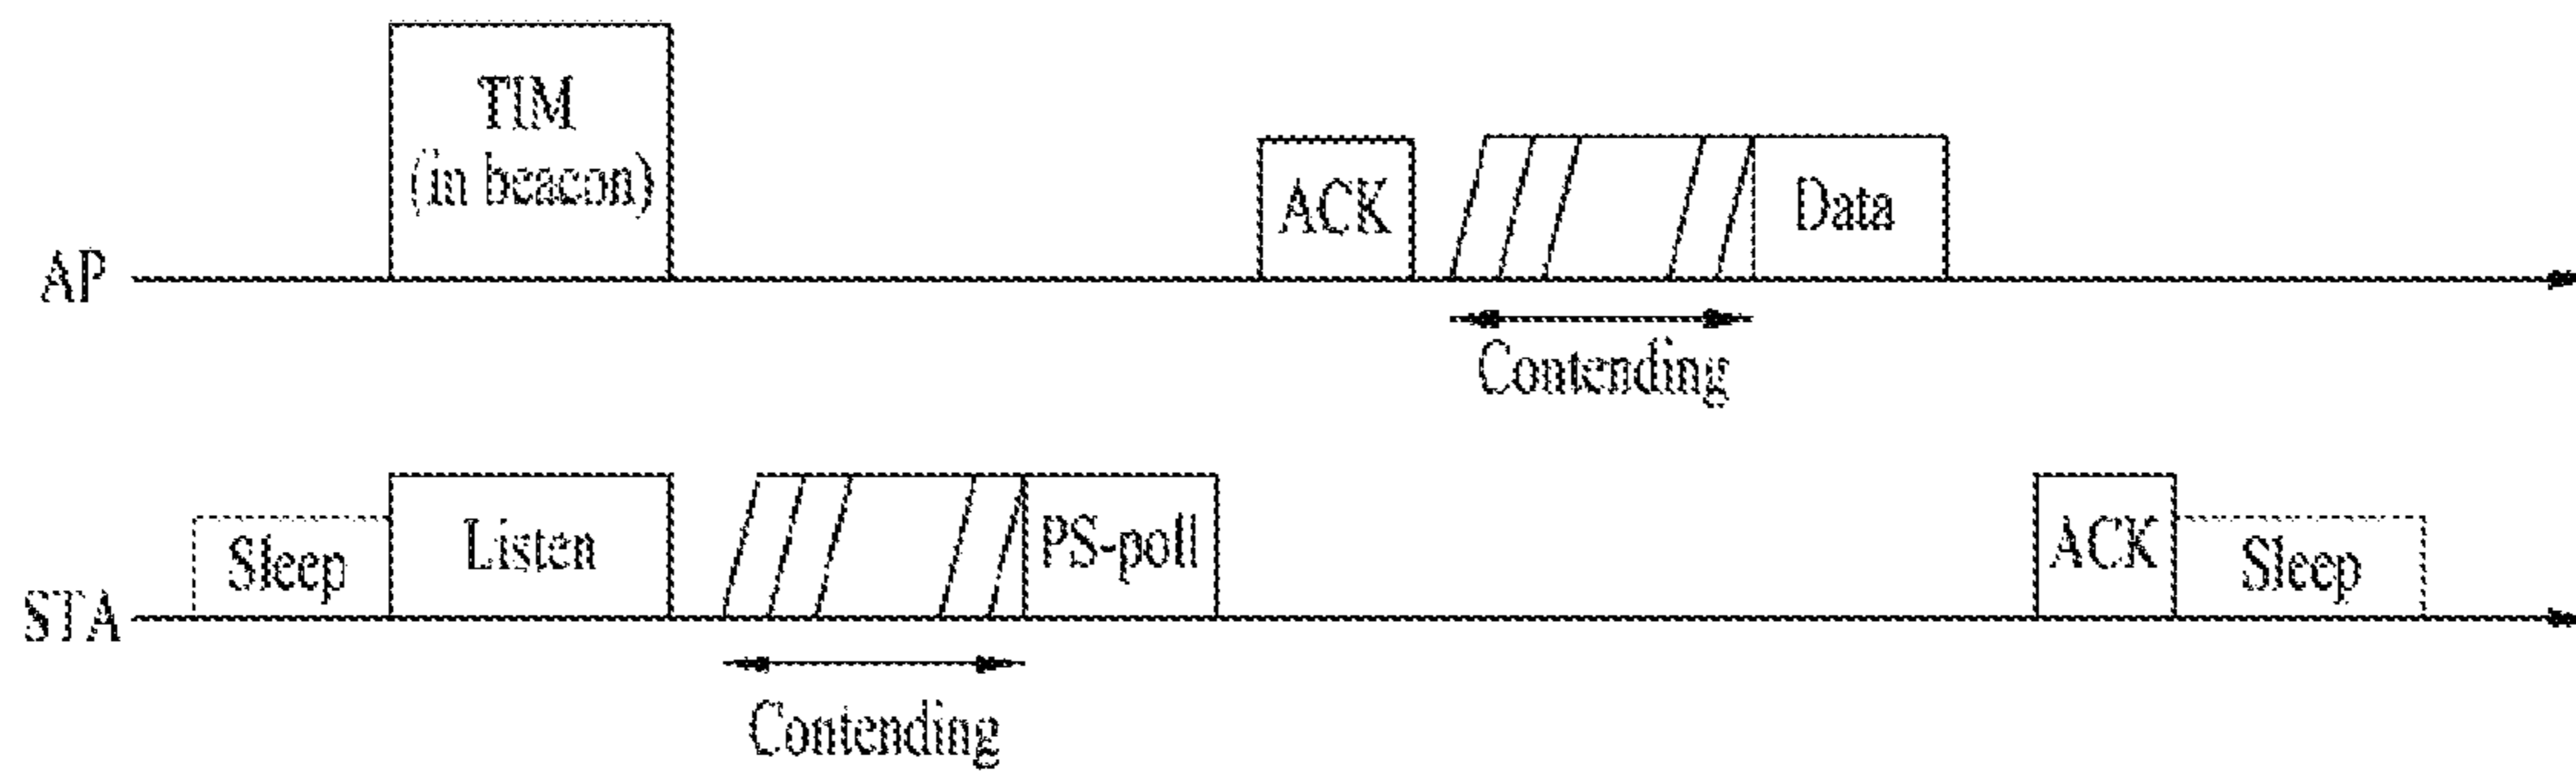 TIM
(in beacon)
AP
ACK
Data
Contending
STA
Sleep
Listen
PS-poll
ACK
Sleep
Contending